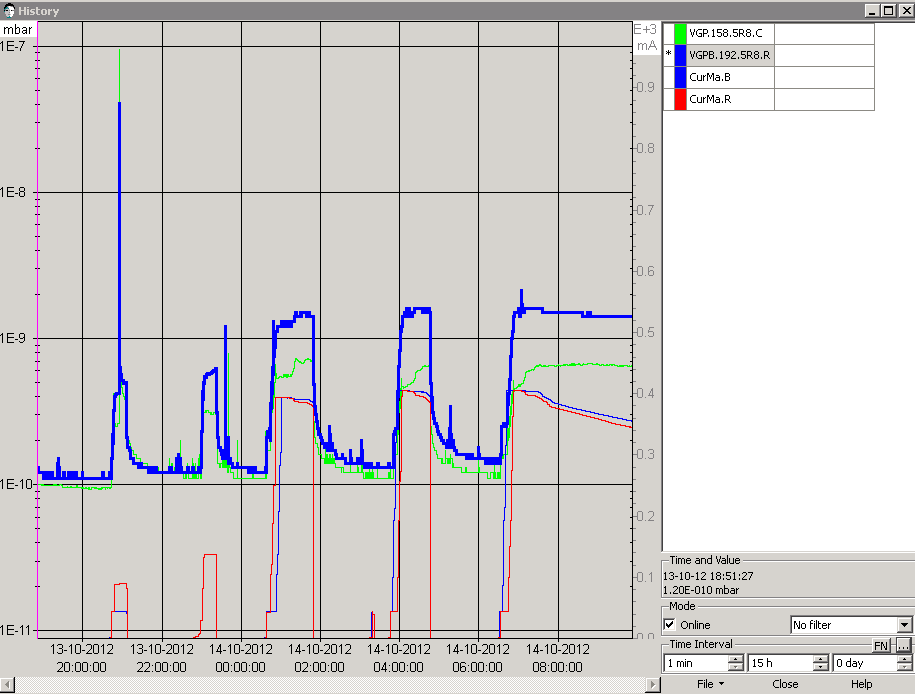 History
mbar
1E-7
1E-8
1E-9
1E-10
1E-11
E+3
mA
0.9
0.8
0.7
0.6
0.5
0.4
0.3
0.2
0.1
0.0
13-10-2012 13-10-2012 14-10-2012 14-10-2012 14-10-2012 14-10-2012 14-10-2012
20:00:00 22:00:00 00:00:00 02:00:00 04:00:00 06:00:00 08:00:00
VGP.158.5R8.C
* VGPB.192.5R8.R
CurMa.B
CurMa.R
Time and Value
13-10-12 18:51:27
1.20E-010 mbar
Mode
Online No filter
Time Interval FN ...
1 min 15 h 0 day
File Close Help